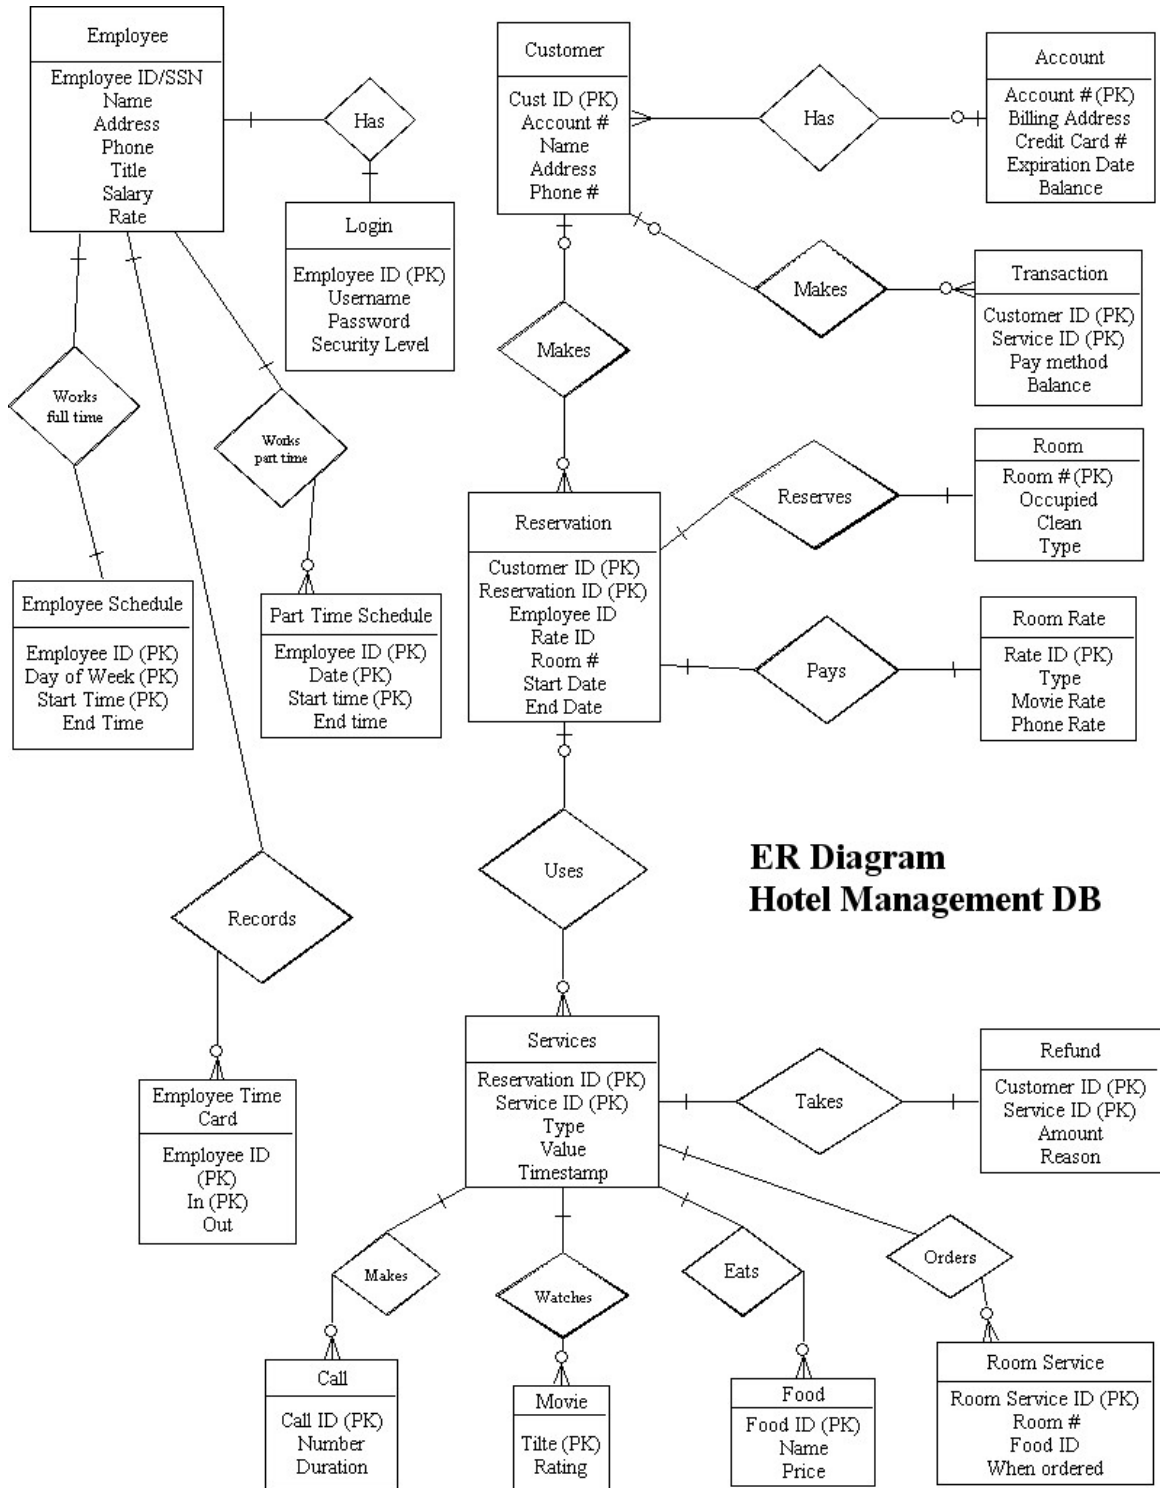 Employee
Employee ID/SSN
Name
Address
Phone
Title
Salary
Rate
Has
Login
Employee ID (PK)
Username
Password
Security Level
Customer
Cust ID (PK)
Account #
Name
Address
Phone #
Has
Account
Account # (PK)
Billing Address
Credit Card #
Expiration Date
Balance
Makes
Transaction
Customer ID (PK)
Service ID (PK)
Pay method
Balance
Makes
Works
full time
Works
part time
Employee Schedule
Employee ID (PK)
Day of Week (PK)
Start Time (PK)
End Time
Part Time Schedule
Employee ID (PK)
Date (PK)
Start time (PK)
End time
Reservation
Customer ID (PK)
Reservation ID (PK)
Employee ID
Rate ID
Room #
Start Date
End Date
Reserves
Room
Room # (PK)
Occupied
Clean
Type
Pays
Room Rate
Rate ID (PK)
Type
Movie Rate
Phone Rate
Uses
ER Diagram
Hotel Management DB
Records
Employee Time
Card
Employee ID
(PK)
In (PK)
Out
Services
Reservation ID (PK)
Service ID (PK)
Type
Value
Timestamp
Takes
Refund
Customer ID (PK)
Service ID (PK)
Amount
Reason
Makes
Watches
Eats
Orders
Call
Call ID (PK)
Number
Duration
Movie
Tilte (PK)
Rating
Food
Food ID (PK)
Name
Price
Room Service
Room Service ID (PK)
Room #
Food ID
When ordered